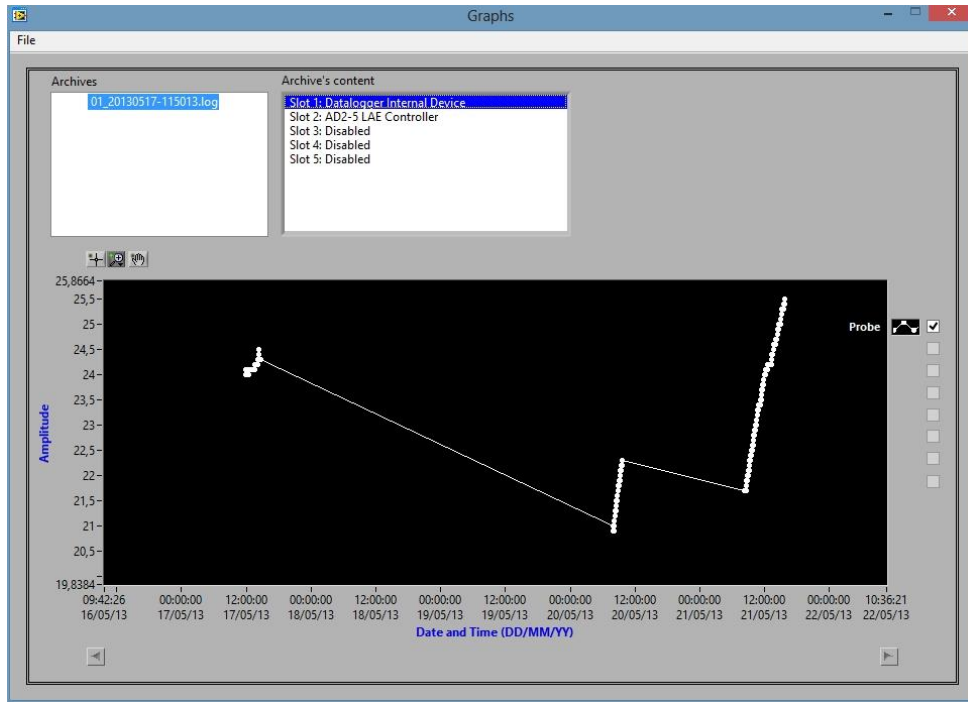 Graphs
File
Archives
01_20130517-115013.log
Archive's content
Slot 1: Datalogger Internal Device
Slot 2: AD2-5 LAE Controller
Slot 3: Disabled
Slot 4: Disabled
Slot 5: Disabled
25,8664
25,5
25
24,5
24
23,5
23
22,5
22
21,5
21
20,5
19,8384
Amplitude
Probe
09:42:26 00:00:00 12:00:00 00:00:00 12:00:00 00:00:00 12:00:00 00:00:00 12:00:00 00:00:00 12:00:00 00:00:00 10:36:21
16/05/13 17/05/13 17/05/13 18/05/13 18/05/13 19/05/13 19/05/13 20/05/13 20/05/13 21/05/13 21/05/13 22/05/13 22/05/13
Date and Time (DD/MM/YY)